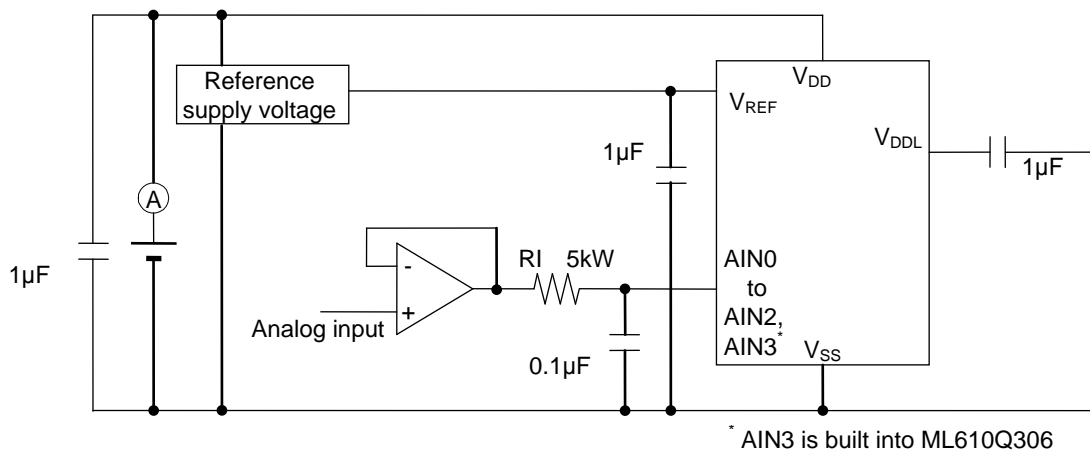 Reference
supply voltage
A
1µF
Analog input
-
+
RI 5kW
0.1µF
1µF
VDD
VREF
VDDL
1µF
AIN0
to
AIN2,
AIN3*
VSS
* AIN3 is built into ML610Q306